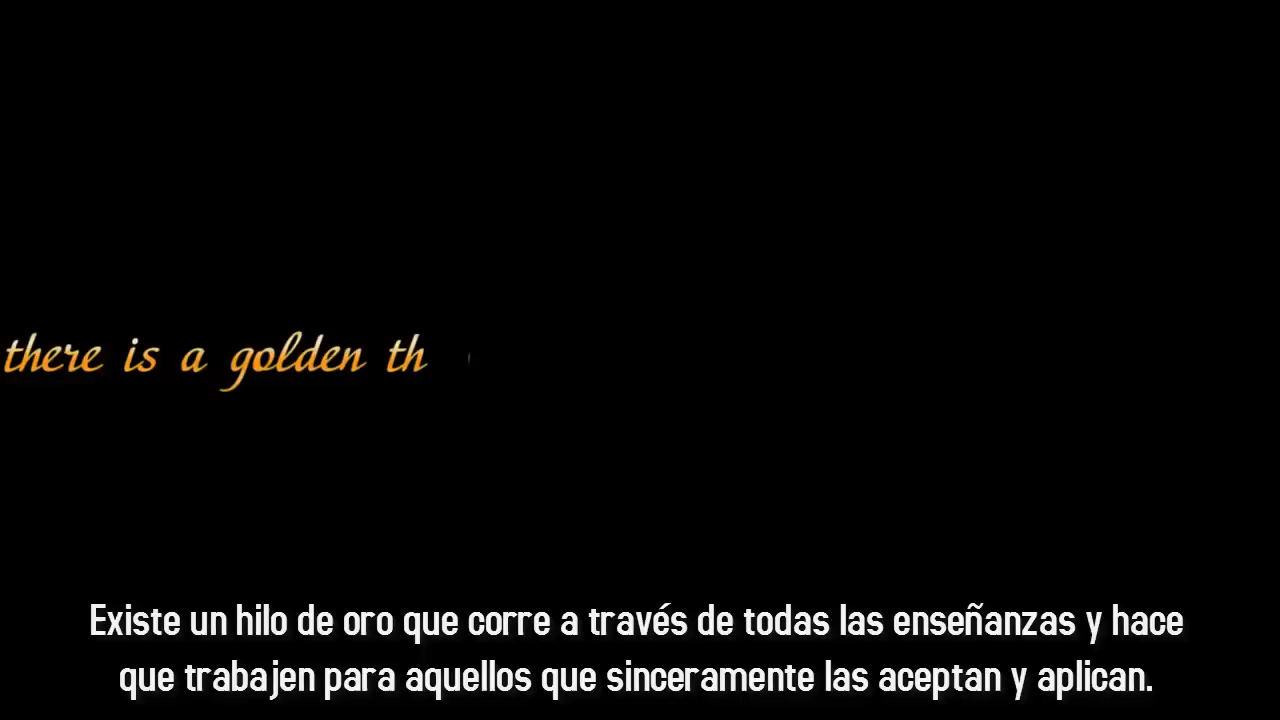 there is a golden th
Existe un hilo de oro que corre a través de todas las enseñanzas y hace
que trabajen para aquellos que sinceramente las aceptan y aplican.